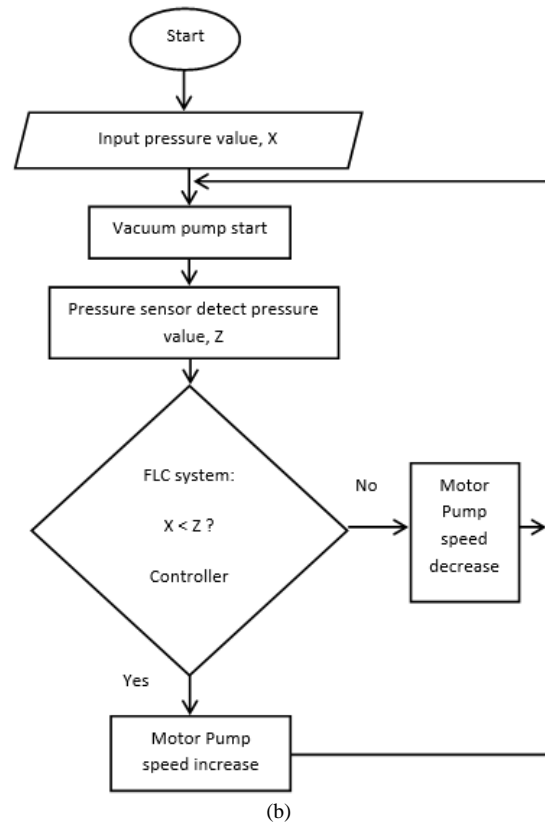 Start
Input pressure value, X
Vacuum pump start
Pressure sensor detect pressure
value, Z
FLC system:
X < Z ?
Controller
No
Motor
Pump
speed
decrease
Yes
Motor Pump
speed increase
(b)